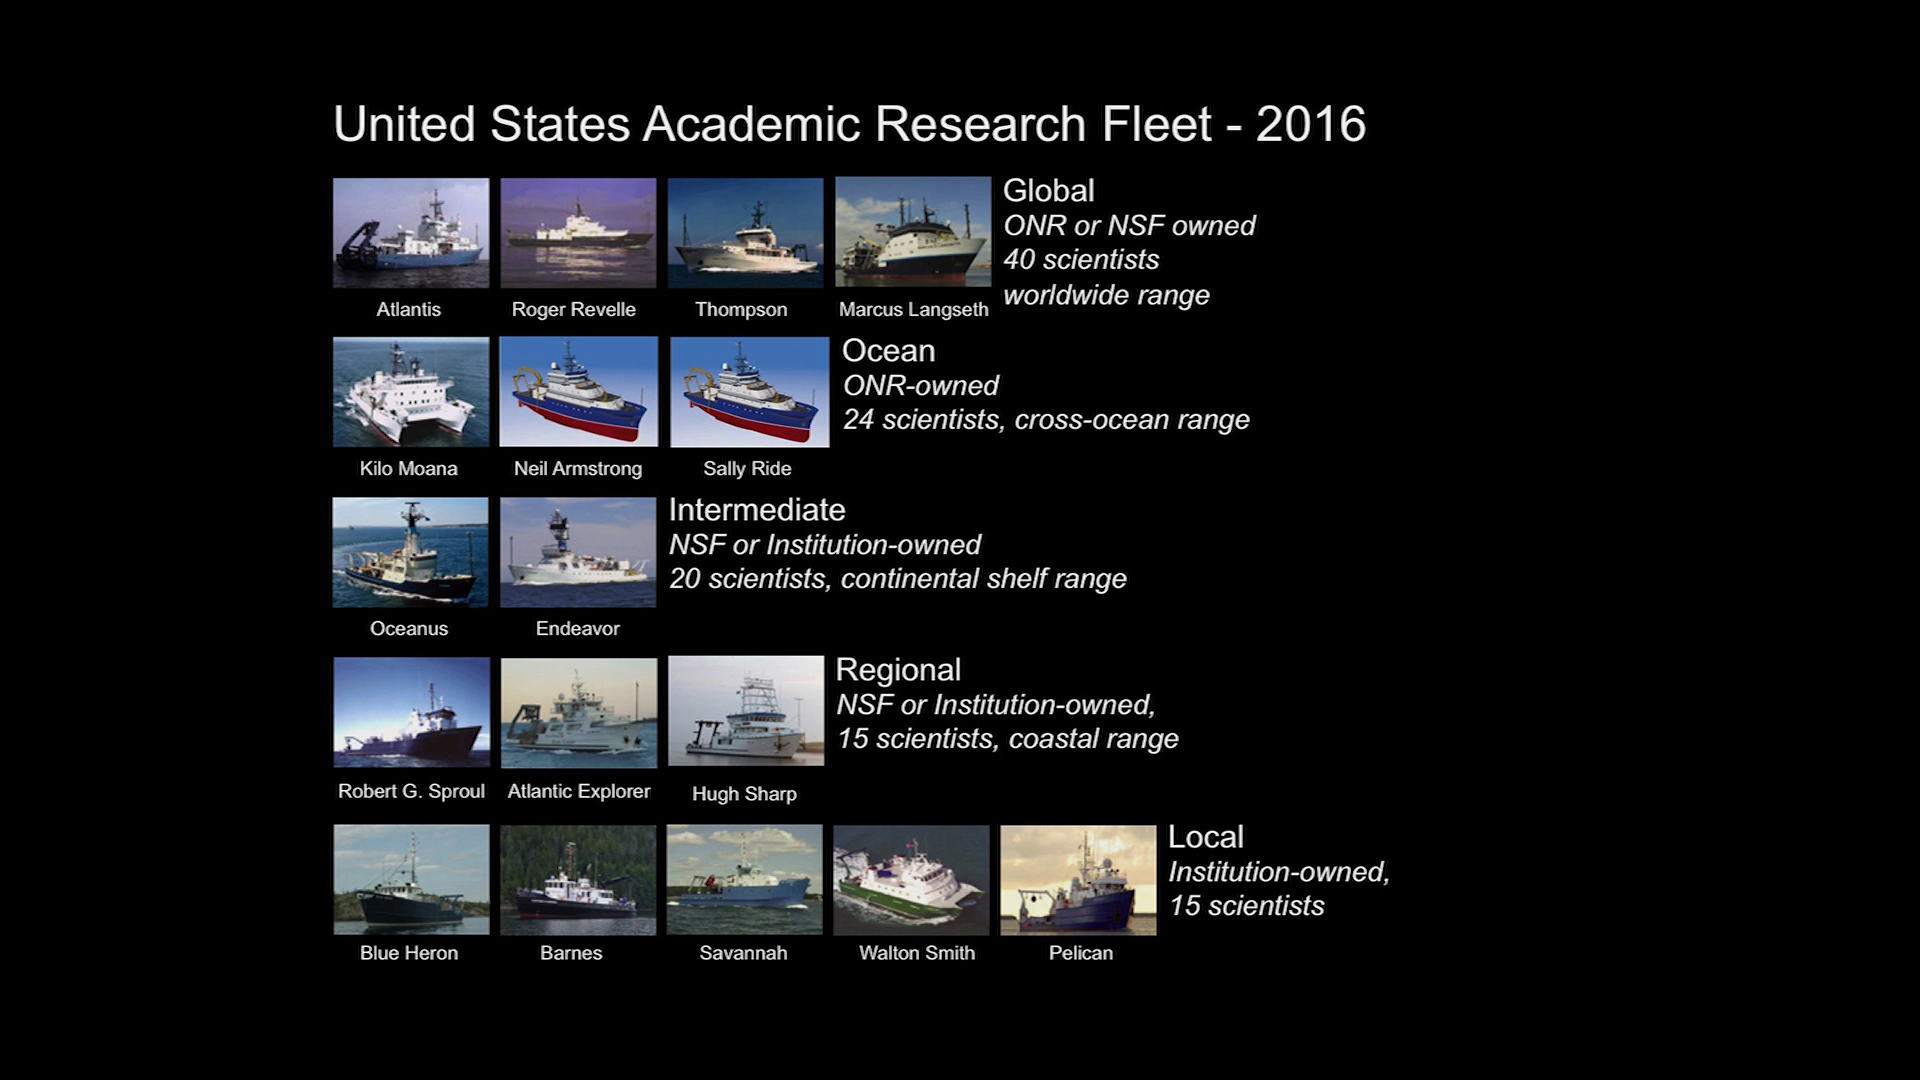 United States Academic Research Fleet - 2016
Global
ONR or NSF owned
40 scientists
worldwide range
Atlantis
Roger Revelle
Thompson
Marcus Langseth
Ocean
ONR-owned
24 scientists, cross-ocean range
Kilo Moana
Neil Armstrong
Sally Ride
Intermediate
NSF or Institution-owned
20 scientists, continental shelf range
Oceanus
Endeavor
Regional
NSF or Institution-owned,
15 scientists, coastal range
Robert G. Sproul
Atlantic Explorer
Hugh Sharp
Local
Institution-owned,
15 scientists
Blue Heron
Barnes
Savannah
Walton Smith
Pelican